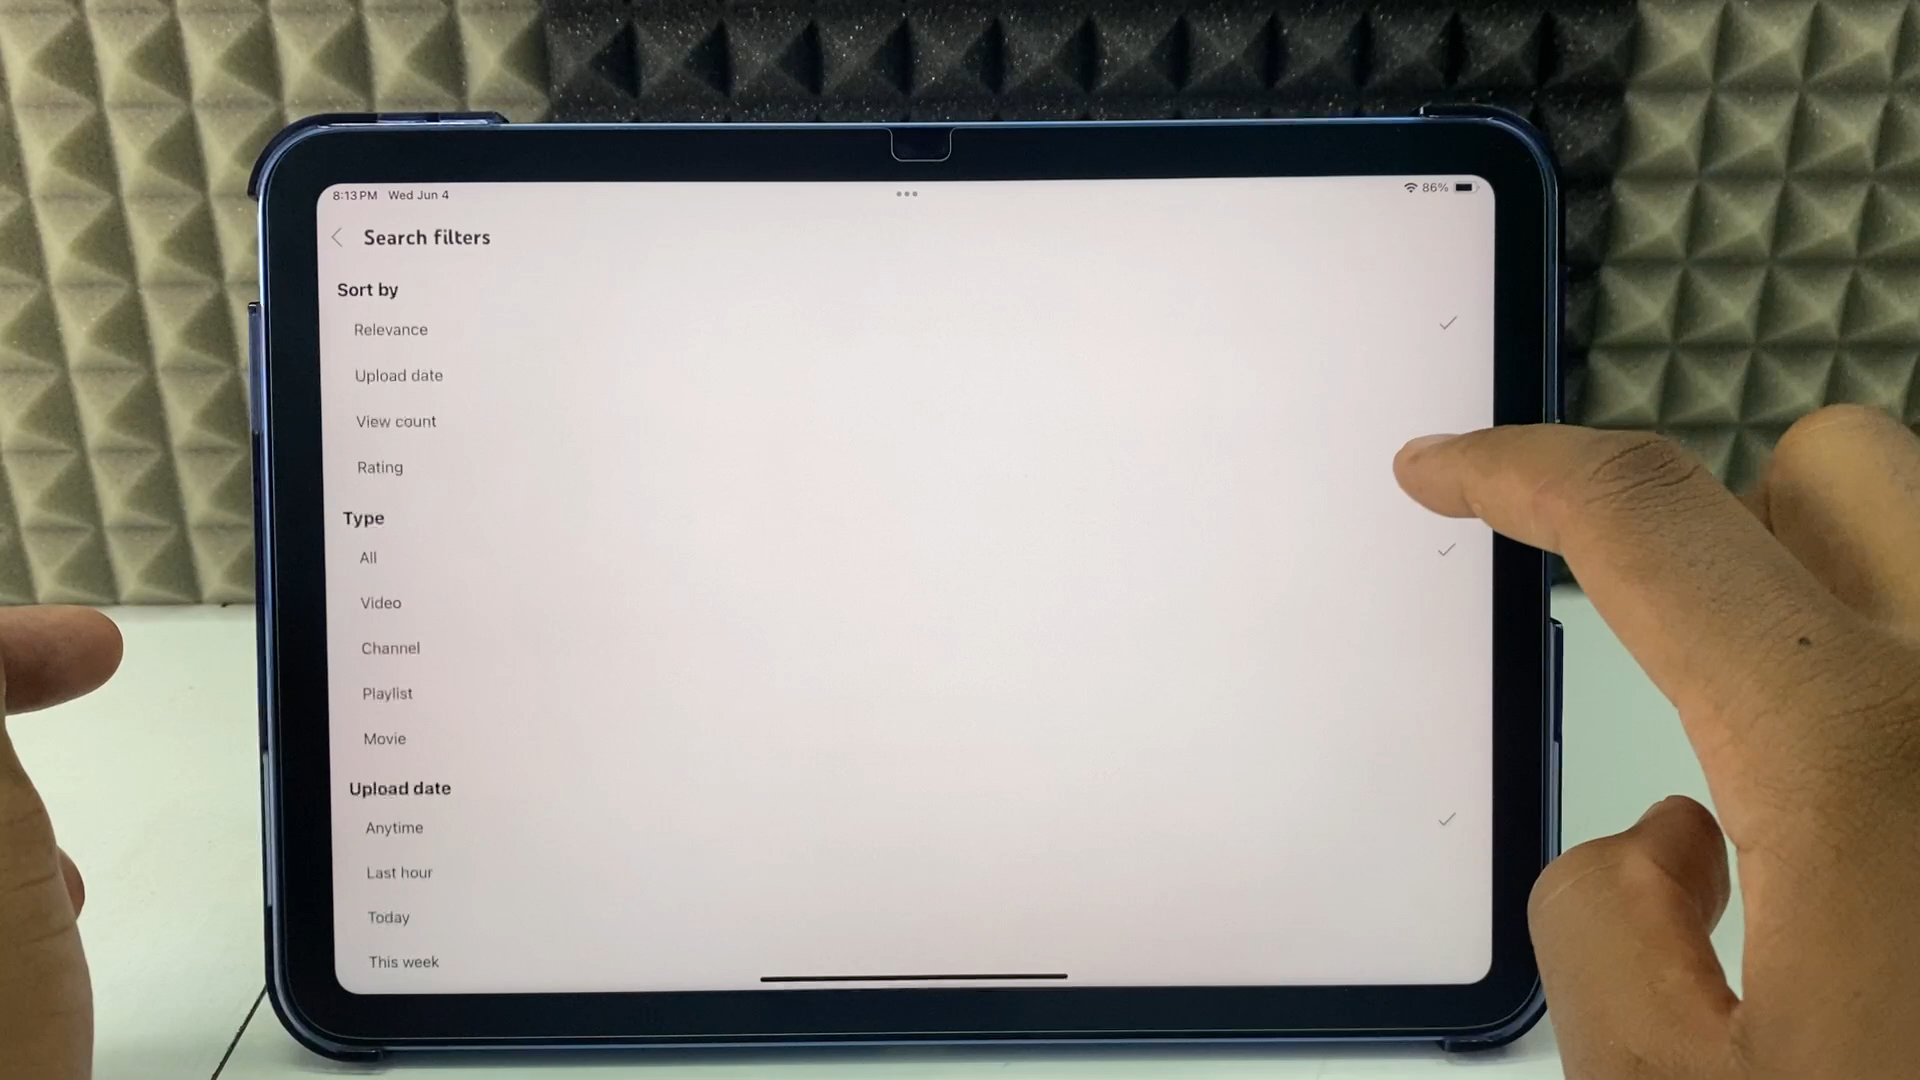 8:13 PM Wed Jun 4
86%
Search filters
Sort by
Relevance
Upload date
View count
Rating
Type
All
Video
Channel
Playlist
Movie
Upload date
Anytime
Last hour
Today
This week